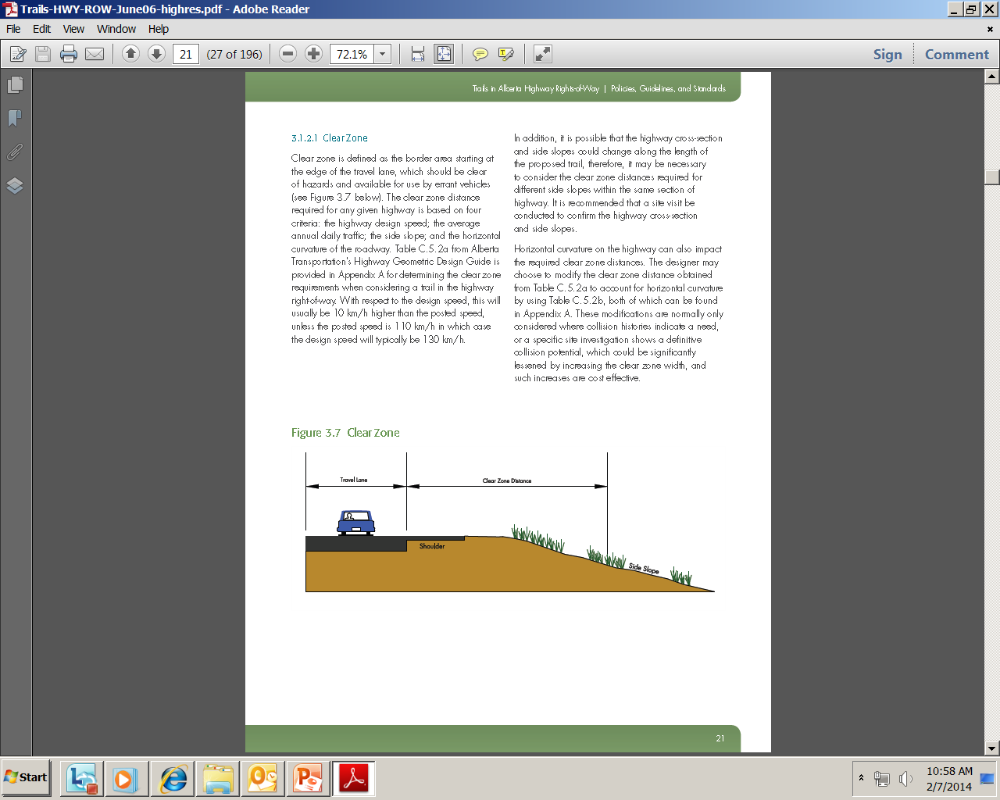 Trails-HWY-ROW-June06-highres.pdf - Adobe Reader
File Edit View Window Help
21 (27 of 196) 72.1% Sign Comment
Trails in Alberta Highway Rights-of-Way | Policies, Guidelines, and Standards
3.1.2.1 Clear Zone
Clear zone is defined as the border area starting at
the edge of the travel lane, which should be clear
of hazards and available for use by errant vehicles
(see Figure 3.7 below). The clear zone distance
required for any given highway is based on four
criteria: the highway design speed; the average
annual daily traffic; the side slope; and the horizontal
curvature of the roadway. Table C.5.2a from Alberta
Transportation's Highway Geometric Design Guide is
provided in Appendix A for determining the clear zone
requirements when considering a trail in the highway
right-of-way. With respect to the design speed, this will
usually be 10 km/h higher than the posted speed,
unless the posted speed is 110 km/h in which case
the design speed will typically be 130 km/h.
In addition, it is possible that the highway cross-section
and side slopes could change along the length of
the proposed trail, therefore, it may be necessary
to consider the clear zone distances required for
different side slopes within the same section of
highway. It is recommended that a site visit be
conducted to confirm the highway cross-section
and side slopes.
Horizontal curvature on the highway can also impact
the required clear zone distances. The designer may
choose to modify the clear zone distance obtained
from Table C.5.2a to account for horizontal curvature
by using Table C.5.2b, both of which can be found
in Appendix A. These modifications are normally only
considered where collision histories indicate a need,
or a specific site investigation shows a definitive
collision potential, which could be significantly
lessened by increasing the clear zone width, and
such increases are cost effective.
Figure 3.7 Clear Zone
Travel Lane
Clear Zone Distance
Shoulder
Side Slope
21
Start
10:58 AM
2/7/2014